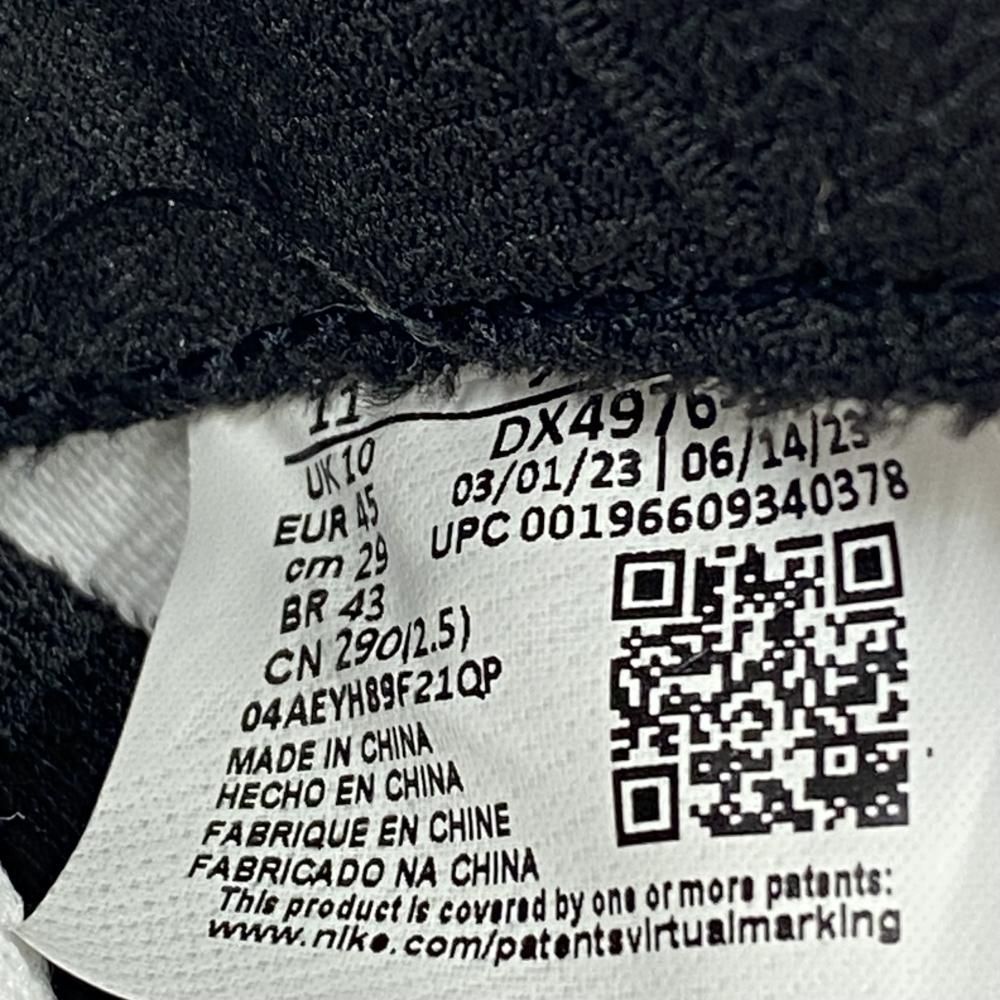 11
UK 10
EUR 45
cm 29
BR 43
CN 290(2.5)
04AEYH89F21QP
MADE IN CHINA
HECHO EN CHINA
FABRIQUE EN CHINE
FABRICADO NA CHINA
DX4976
03/01/23 | 06/14/23
UPC 00196609340378
This product is covered by one or more patents:
www.nike.com/patentsvirtualmarking